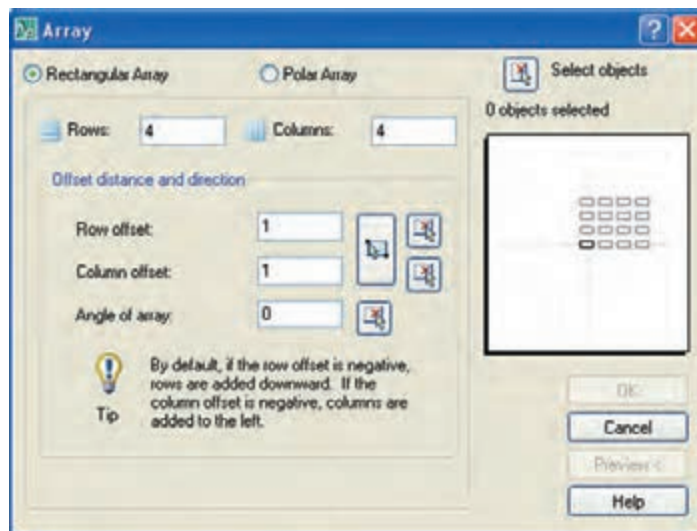 Array
Rectangular Array
Polar Array
Select objects
0 objects selected
Rows: 4
Columns: 4
Offset distance and direction
Row offset: 1
Column offset: 1
Angle of array: 0
By default, if the row offset is negative,
rows are added downward. If the
column offset is negative, columns are
added to the left.
Tip
OK
Cancel
Preview <
Help